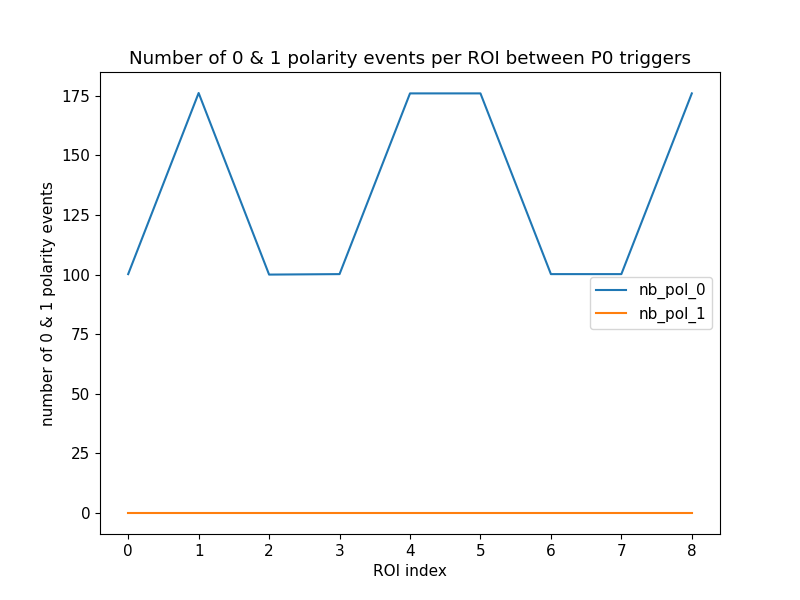 Number of 0 & 1 polarity events per ROI between P0 triggers
175
150
125
100
75
50
25
0
number of 0 & 1 polarity events
nb_pol_0
nb_pol_1
0 1 2 3 4 5 6 7 8
ROI index